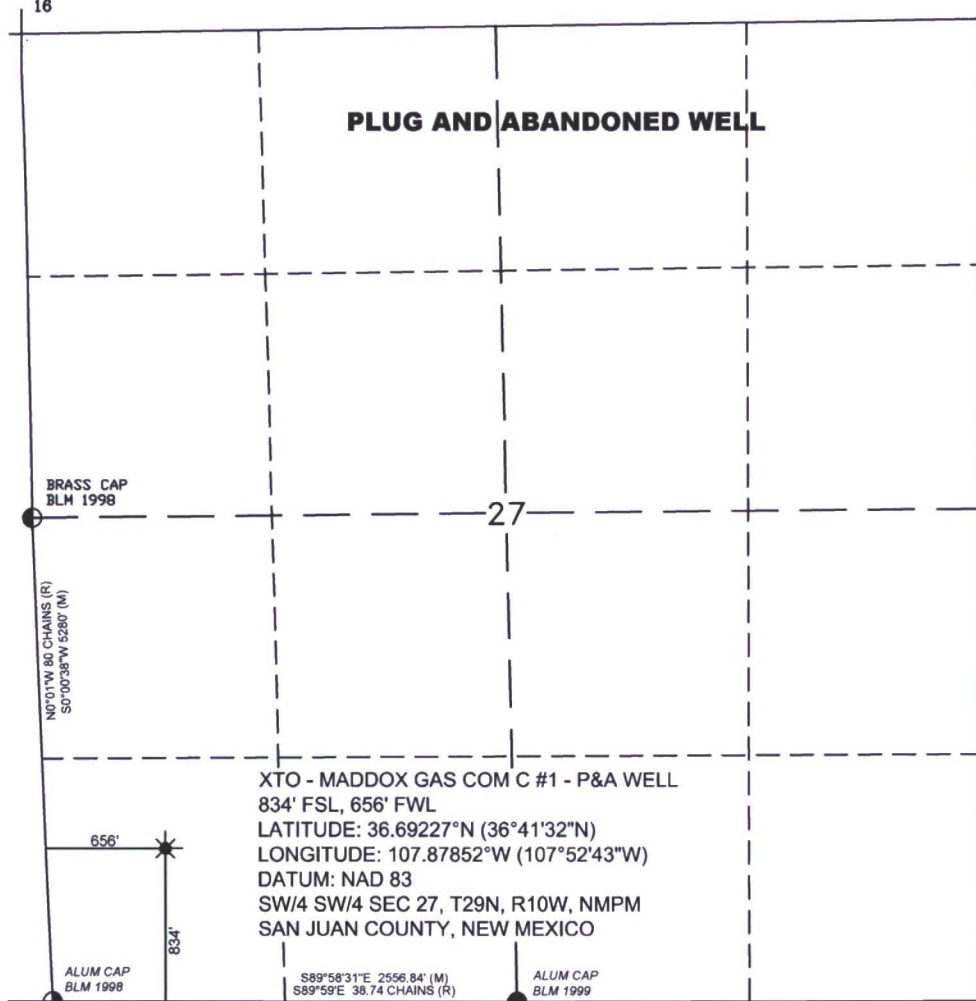 16
PLUG AND ABANDONED WELL
BRASS CAP
BLM 1998
27
N0°01'W 80 CHAINS (R)
S0°00'38"W 5280' (M)
XTO - MADDOX GAS COM C #1 - P&A WELL
834' FSL, 656' FWL
LATITUDE: 36.69227°N (36°41'32"N)
LONGITUDE: 107.87852°W (107°52'43"W)
DATUM: NAD 83
SW/4 SW/4 SEC 27, T29N, R10W, NMPM
SAN JUAN COUNTY, NEW MEXICO
656'
834'
ALUM CAP
BLM 1998
S89°58'31"E 2556.84' (M)
S89°59'E 38.74 CHAINS (R)
ALUM CAP
BLM 1999